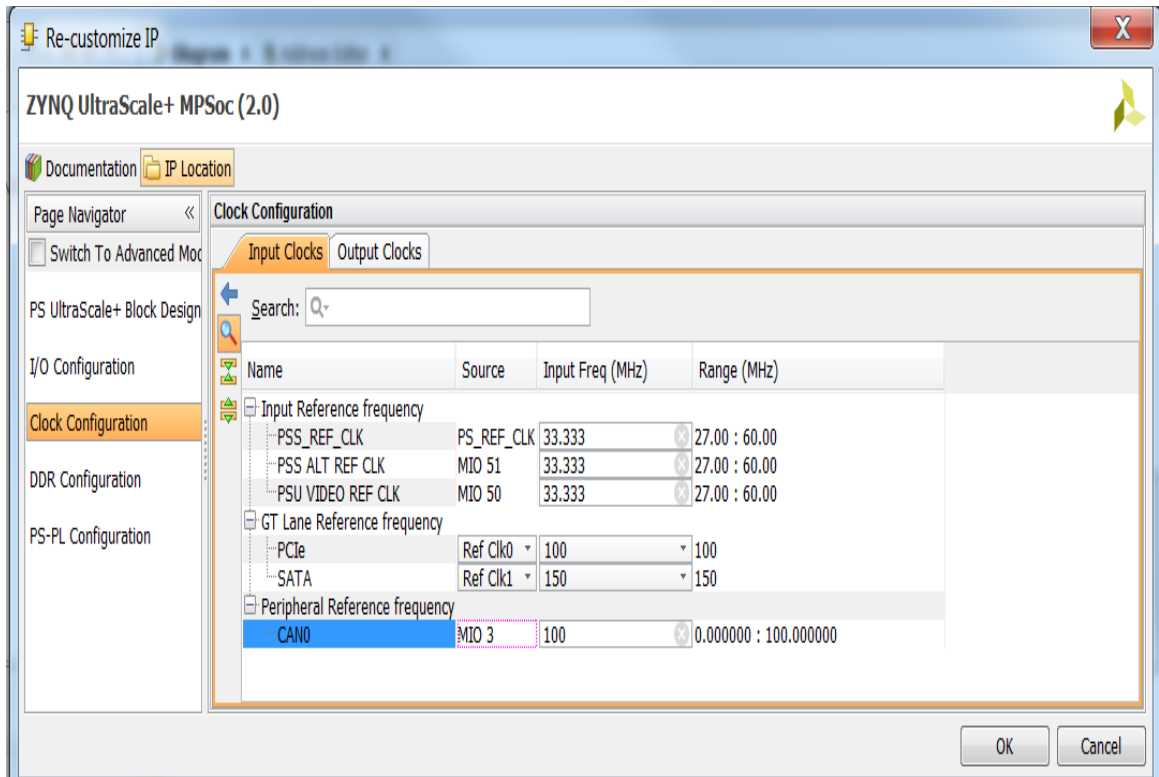 Re-customize IP
ZYNQ UltraScale+ MPSoc (2.0)
Documentation IP Location
Page Navigator «
Switch To Advanced Mod
PS UltraScale+ Block Design
I/O Configuration
Clock Configuration
DDR Configuration
PS-PL Configuration
Clock Configuration
Input Clocks Output Clocks
Search:
Name Source Input Freq (MHz) Range (MHz)
Input Reference frequency
PSS_REF_CLK PS_REF_CLK 33.333 27.00 : 60.00
PSS ALT REF CLK MIO 51 33.333 27.00 : 60.00
PSU VIDEO REF CLK MIO 50 33.333 27.00 : 60.00
GT Lane Reference frequency
PCIe Ref Clk0 100 100
SATA Ref Clk1 150 150
Peripheral Reference frequency
CAN0 MIO 3 100 0.000000 : 100.000000
OK Cancel